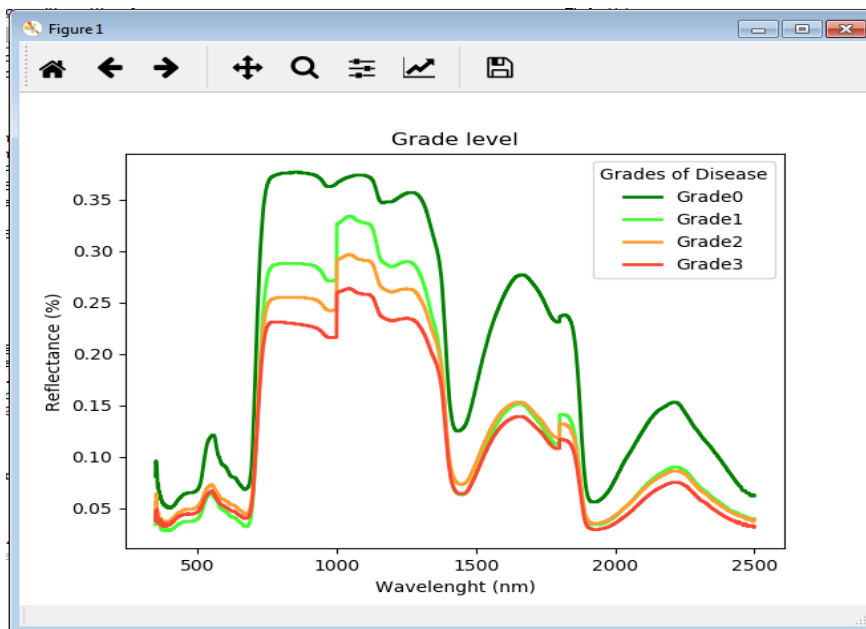 Figure 1
Grade level
Grades of Disease
Grade0
Grade1
Grade2
Grade3
Reflectance (%)
0.35
0.30
0.25
0.20
0.15
0.10
0.05
500
1000
1500
2000
2500
Wavelenght (nm)